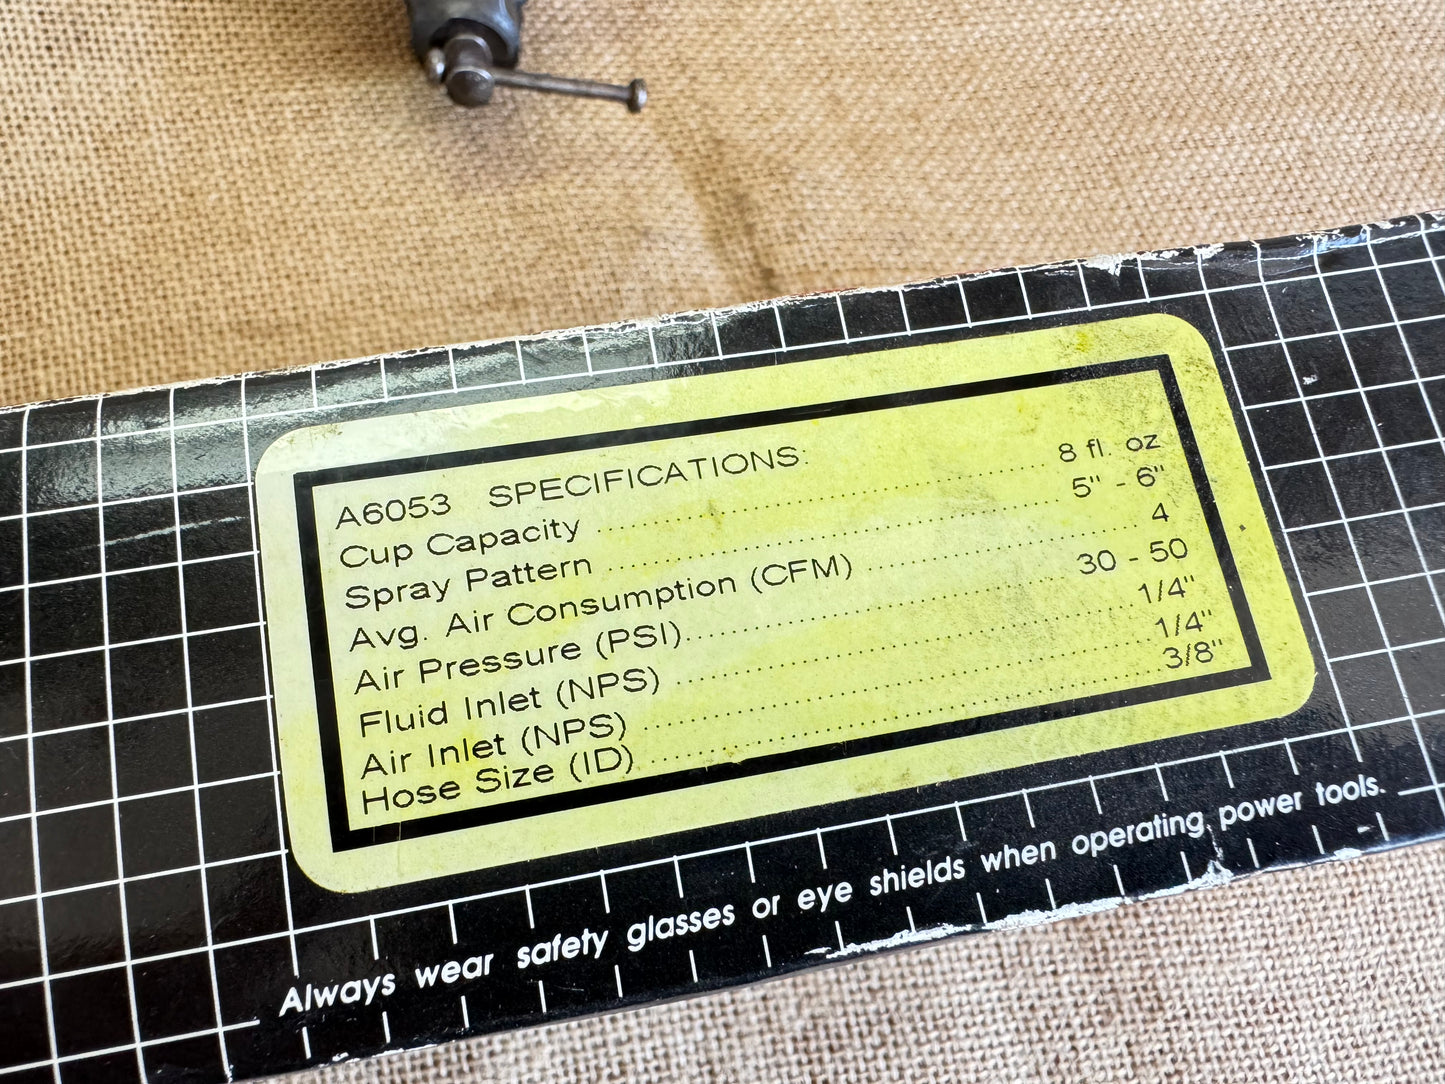 A6053 SPECIFICATIONS:
Cup Capacity ........ 8 fl. oz
Spray Pattern ........ 5" - 6"
Avg. Air Consumption (CFM) ........ 4
Air Pressure (PSI)........ 30 - 50
Fluid Inlet (NPS) ........ 1/4"
Air Inlet (NPS) ........ 1/4"
Hose Size (ID) ........ 3/8"
Always wear safety glasses or eye shields when operating power tools.